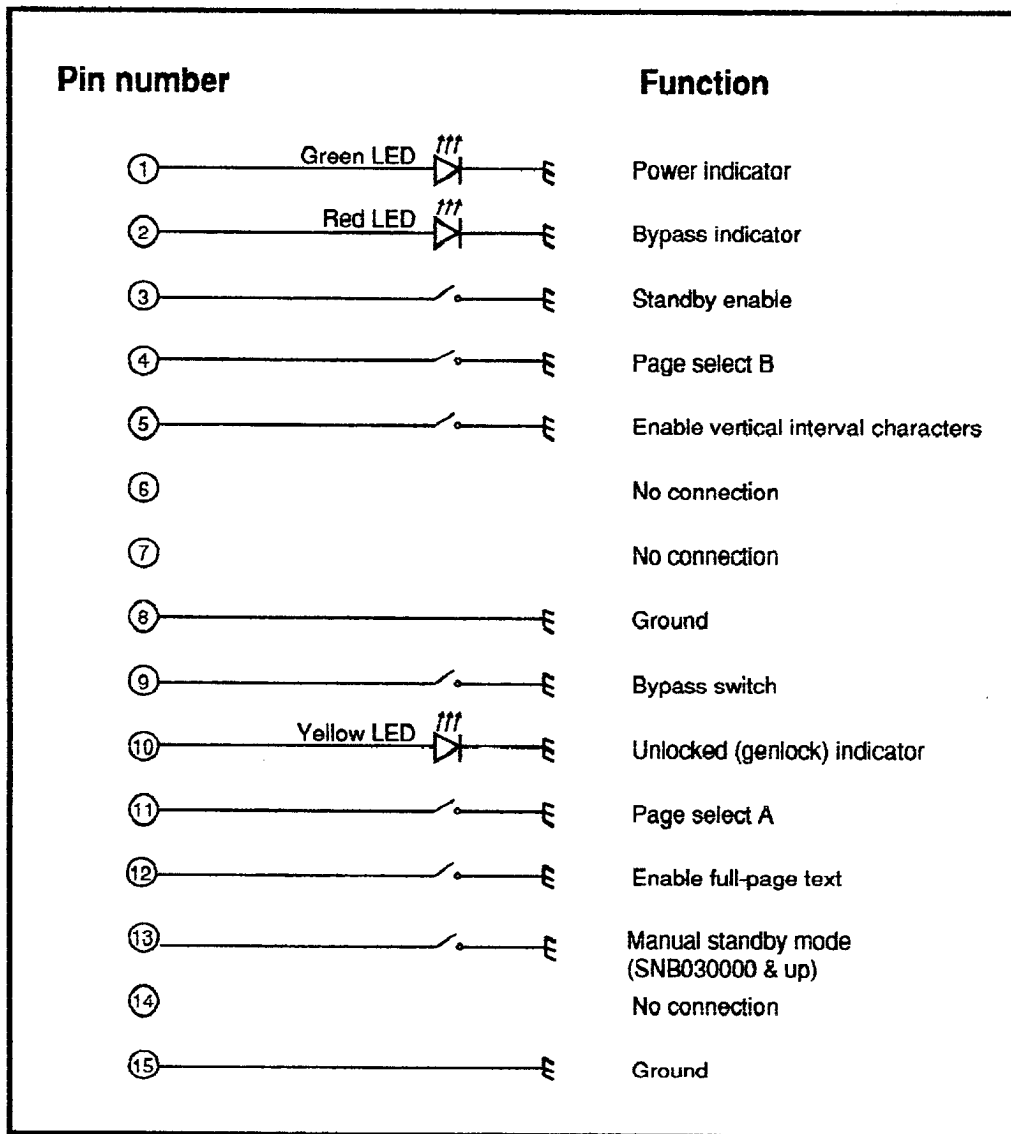 Pin number Function
1 Green LED Power indicator
2 Red LED Bypass indicator
3 Standby enable
4 Page select B
5 Enable vertical interval characters
6 No connection
7 No connection
8 Ground
9 Bypass switch
10 Yellow LED Unlocked (genlock) indicator
11 Page select A
12 Enable full-page text
13 Manual standby mode
(SNB030000 & up)
14 No connection
15 Ground